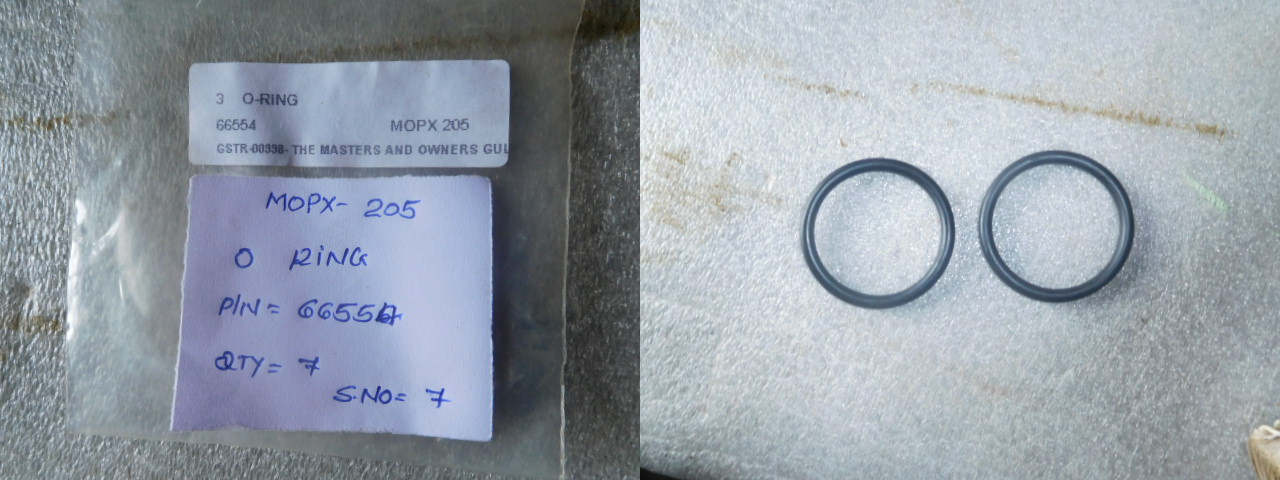 3 O-RING
66554 MOPX 205
GSTR-00398- THE MASTERS AND OWNERS GUI
MOPX- 205
O RING
P/N = 66554
QTY = 7
S.NO = 7